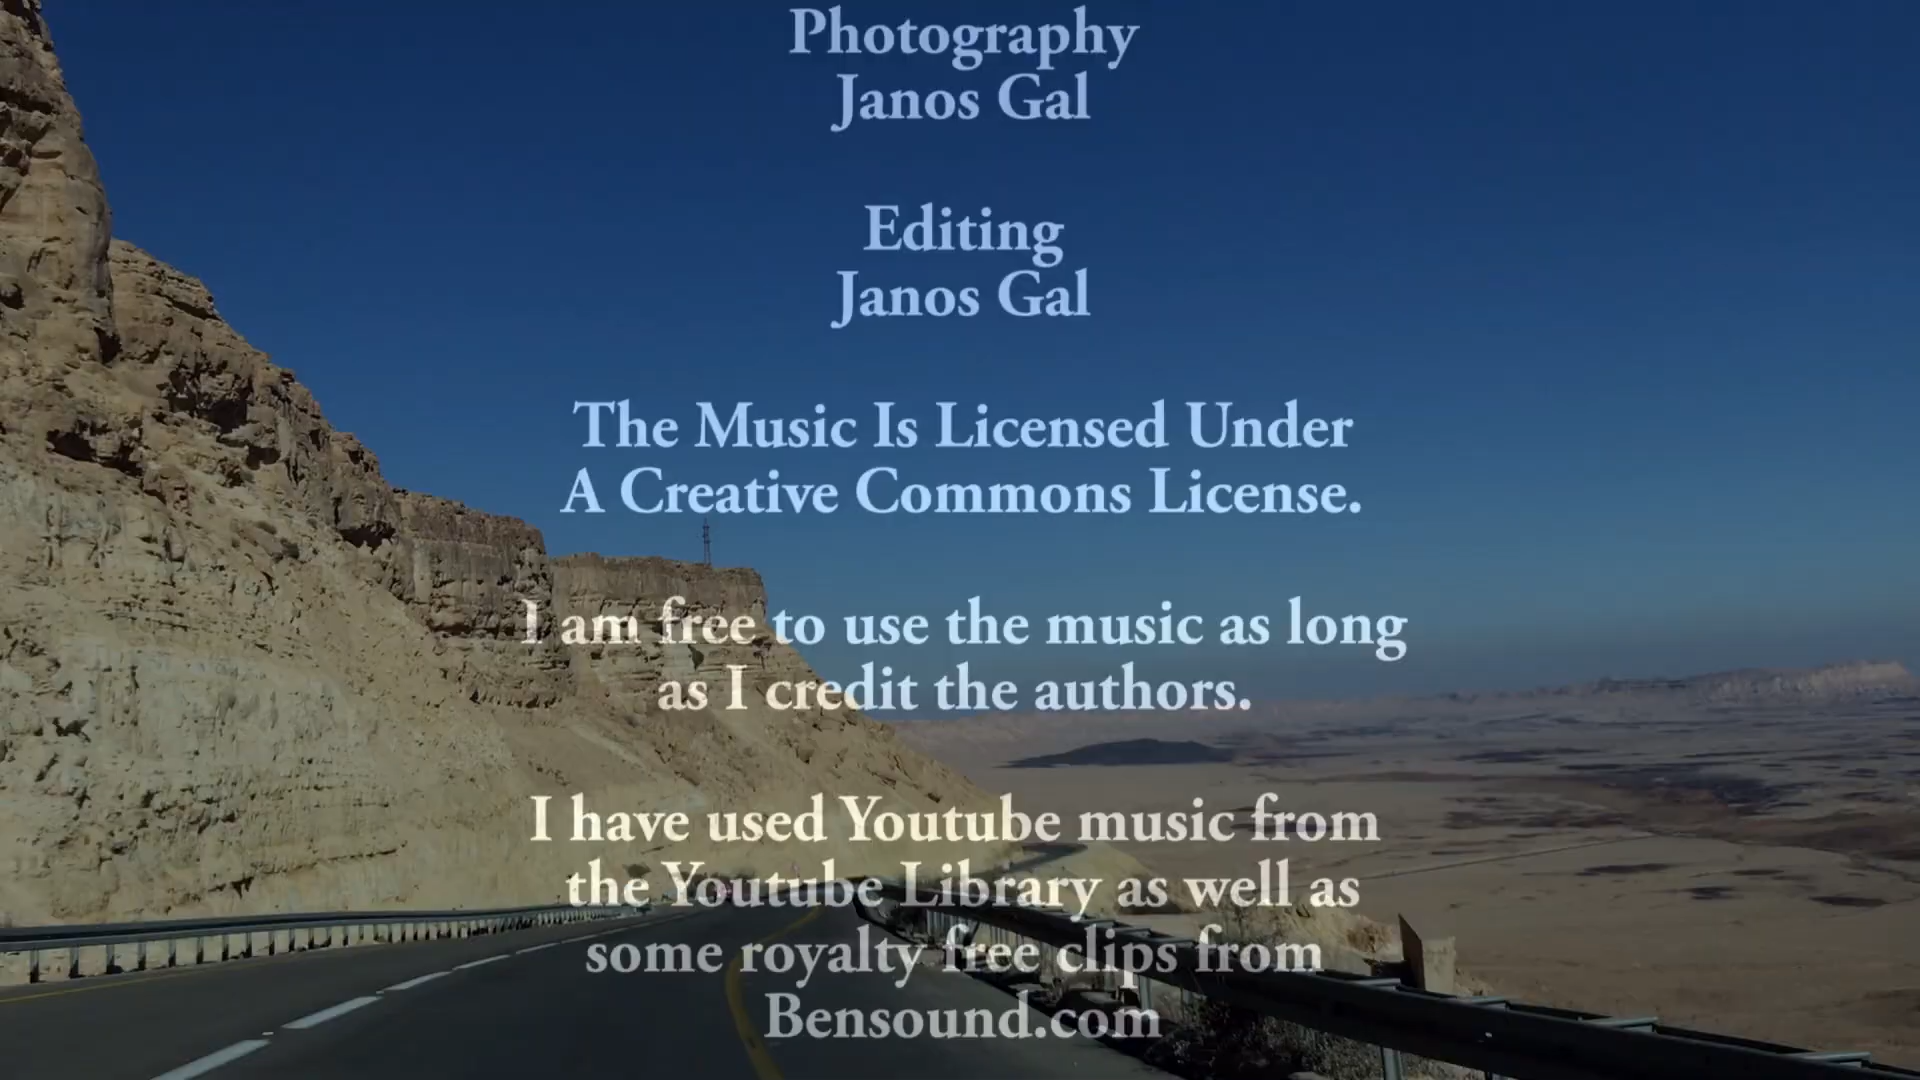 Photography
Janos Gal
Editing
Janos Gal
The Music Is Licensed Under
A Creative Commons License.
I am free to use the music as long
as I credit the authors.
I have used Youtube music from
the Youtube Library as well as
some royalty free clips from
Bensound.com